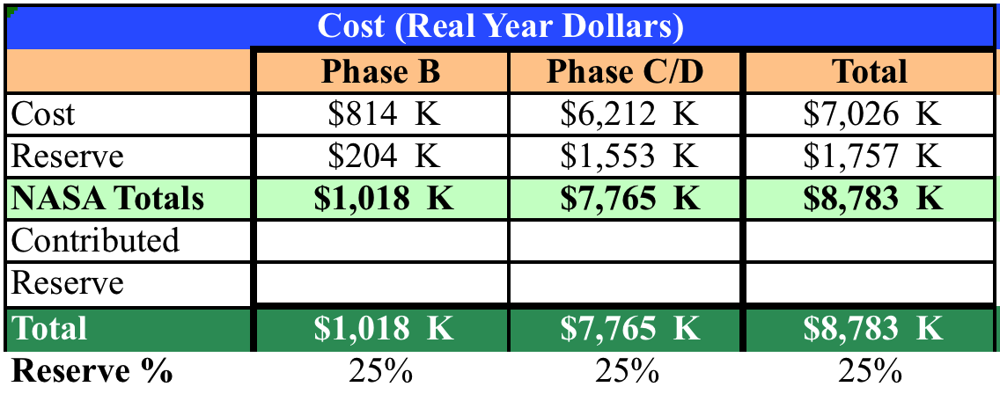 Cost (Real Year Dollars)
Phase B Phase C/D Total
Cost $814 K $6,212 K $7,026 K
Reserve $204 K $1,553 K $1,757 K
NASA Totals $1,018 K $7,765 K $8,783 K
Contributed
Reserve
Total $1,018 K $7,765 K $8,783 K
Reserve % 25% 25% 25%